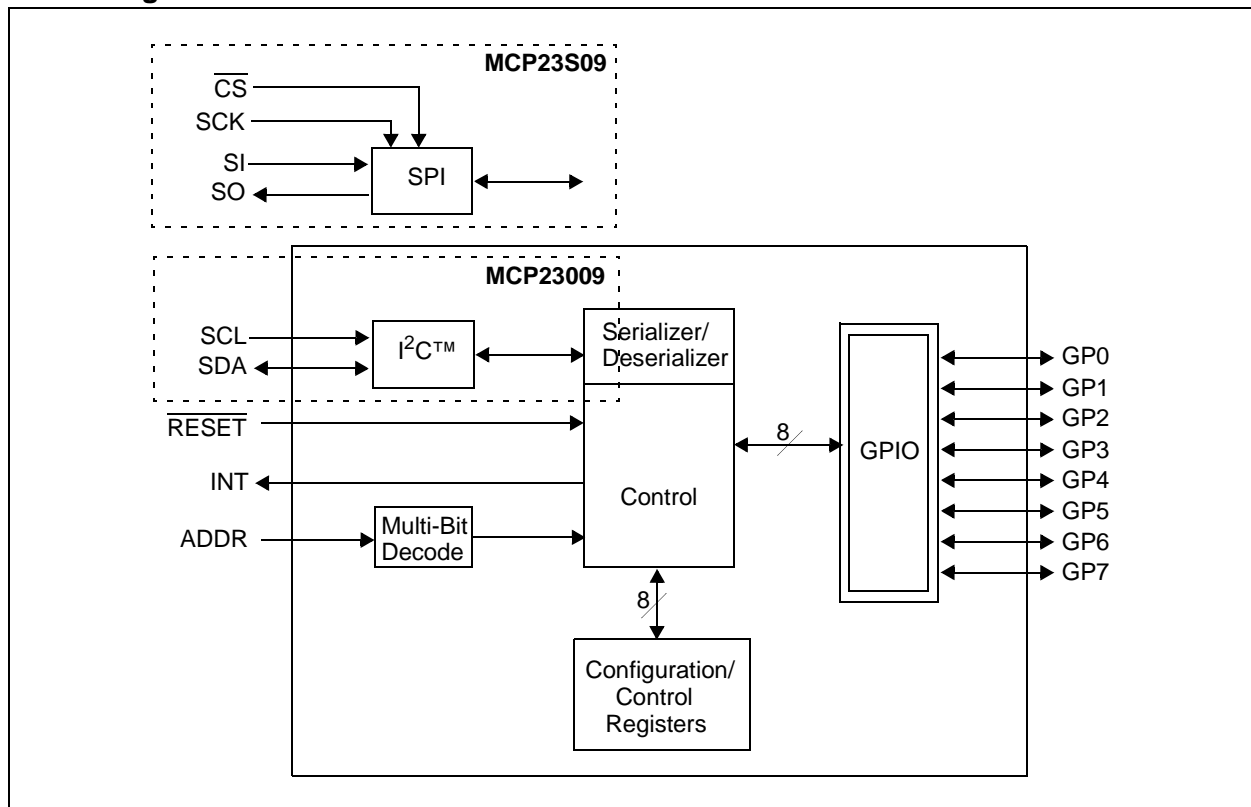 MCP23S09
CS
SCK
SI
SO
SPI
MCP23009
SCL
SDA
I²C™
Serializer/
Deserializer
RESET
INT
ADDR
Multi-Bit
Decode
Control
8
GPIO
GP0
GP1
GP2
GP3
GP4
GP5
GP6
GP7
8
Configuration/
Control
Registers